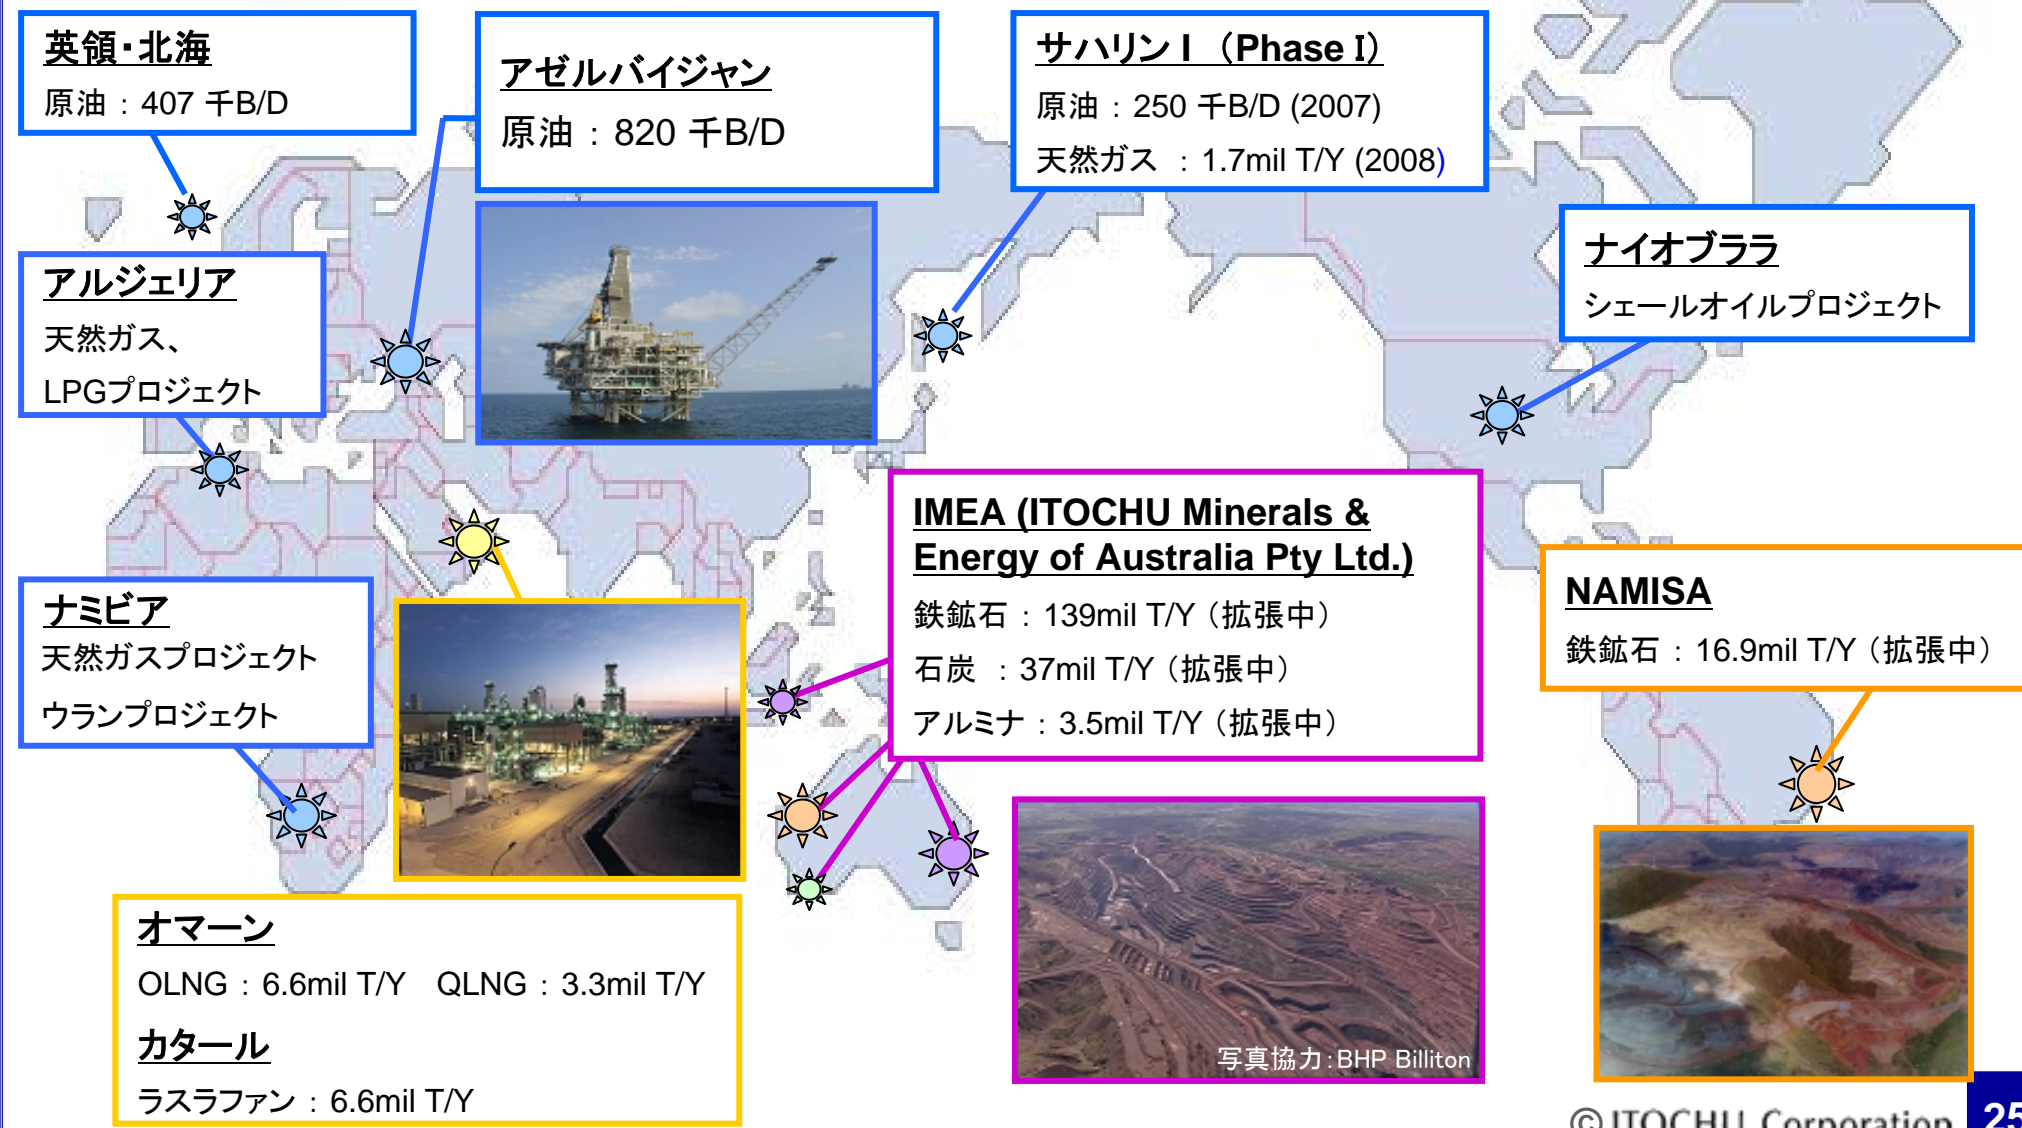 英領・北海
原油 : 407 千B/D
アゼルバイジャン
原油 : 820 千B/D
サハリンⅠ (Phase I)
原油 : 250 千B/D (2007)
天然ガス : 1.7mil T/Y (2008)
ナイオブララ
シェールオイルプロジェクト
アルジェリア
天然ガス、
LPGプロジェクト
IMEA (ITOCHU Minerals &
Energy of Australia Pty Ltd.)
鉄鉱石 : 139mil T/Y (拡張中)
石炭 : 37mil T/Y (拡張中)
アルミナ : 3.5mil T/Y (拡張中)
NAMISA
鉄鉱石 : 16.9mil T/Y (拡張中)
ナミビア
天然ガスプロジェクト
ウランプロジェクト
オマーン
OLNG : 6.6mil T/Y QLNG : 3.3mil T/Y
カタール
ラスラファン : 6.6mil T/Y
写真協力:BHP Billiton
© ITOCHU Corporation
25